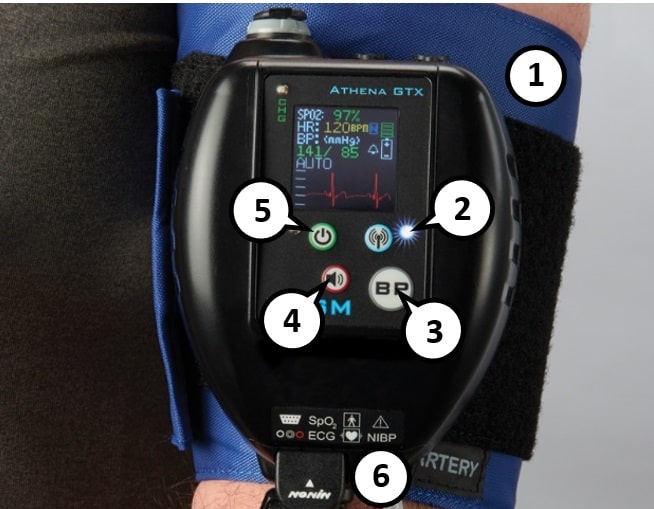 1
ATHENA GTX
CHG
SPO2: 97%
HR: 120BPM
BP: (mmHg)
141/ 85
AUTO
5
2
4
BP
3
SpO2
ECG
NIBP
6
ARTERY
NONIN